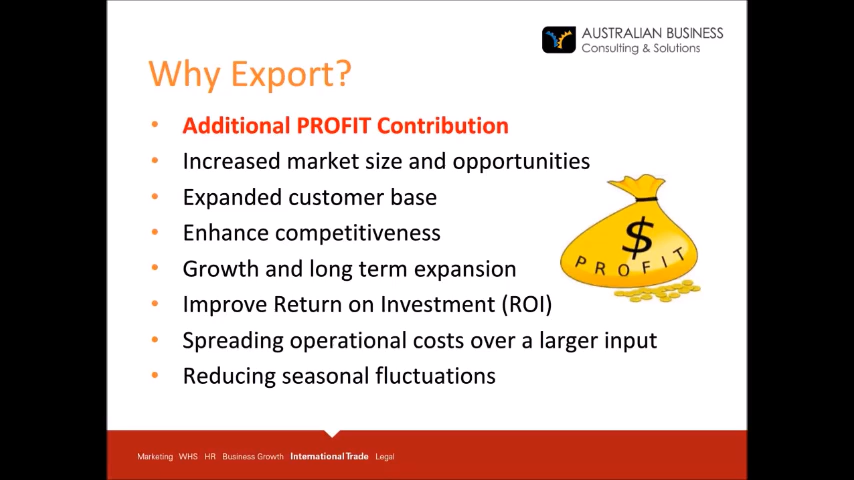 AUSTRALIAN BUSINESS
Consulting & Solutions
Why Export?
• Additional PROFIT Contribution
• Increased market size and opportunities
• Expanded customer base
• Enhance competitiveness
• Growth and long term expansion
• Improve Return on Investment (ROI)
• Spreading operational costs over a larger input
• Reducing seasonal fluctuations
$
PROFIT
Marketing WHS HR Business Growth International Trade Legal